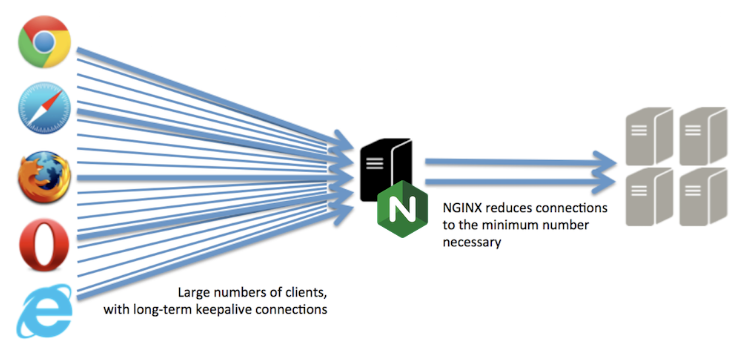 N
NGINX reduces connections
to the minimum number
necessary
Large numbers of clients,
with long-term keepalive connections